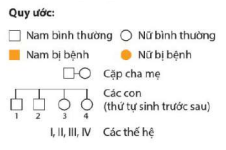 Quy ước:
Nam bình thường Nữ bình thường
Nam bị bệnh Nữ bị bệnh
Cặp cha mẹ
Các con
(thứ tự sinh trước sau)
1 2 3 4
I, II, III, IV Các thế hệ